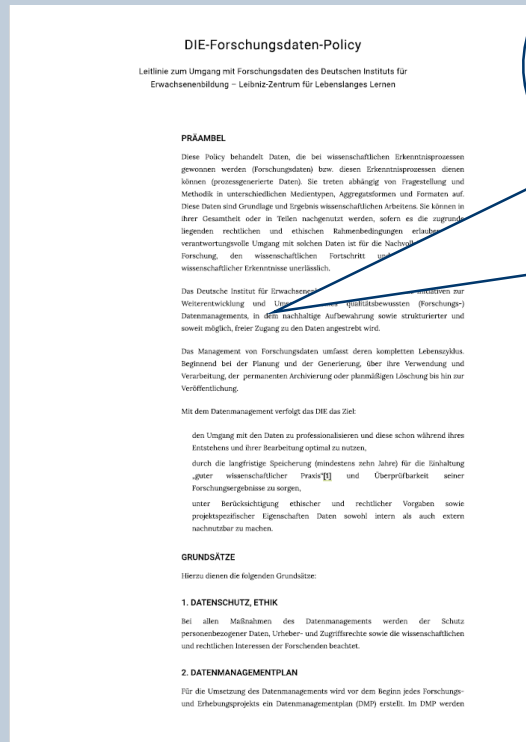 DIE-Forschungsdaten-Policy
Leitlinie zum Umgang mit Forschungsdaten des Deutschen Instituts für
Erwachsenenbildung – Leibniz-Zentrum für Lebenslanges Lernen
PRÄAMBEL
Diese Policy behandelt Daten, die bei wissenschaftlichen Erkenntnisprozessen
gewonnen werden (Forschungsdaten) bzw. diesen Erkenntnisprozessen dienen
können (prozessgenerierte Daten). Sie treten abhängig von Fragestellung und
Methodik in unterschiedlichen Medientypen, Aggregatsformen und Formaten auf.
Diese Daten sind Grundlage und Ergebnis wissenschaftlichen Arbeitens. Sie können in
ihrer Gesamtheit oder in Teilen nachgenutzt werden, sofern es die zugrunde
liegenden rechtlichen und ethischen Rahmenbedingungen
verantwortungsvolle Umgang mit solchen Daten ist für die
Forschung, den wissenschaftlichen Fortschritt
wissenschaftlicher Erkenntnisse unerlässlich.
Das Deutsche Institut für zur
Weiterentwicklung und qualitätsbewussten (Forschungs-)
Datenmanagements, in dem nachhaltige Aufbewahrung sowie strukturierter und
soweit möglich, freier Zugang zu den Daten angestrebt wird.
Das Management von Forschungsdaten umfasst deren kompletten Lebenszyklus.
Beginnend bei der Planung und der Generierung, über ihre Verwendung und
Verarbeitung, der permanenten Archivierung oder planmäßigen Löschung bis hin zur
Veröffentlichung.
Mit dem Datenmanagement verfolgt das DIE das Ziel:
den Umgang mit den Daten zu professionalisieren und diese schon während ihres
Entstehens und ihrer Bearbeitung optimal zu nutzen,
durch die langfristige Speicherung (mindestens zehn Jahre) für die Einhaltung
„guter wissenschaftlicher Praxis"[1] und Überprüfbarkeit seiner
Forschungsergebnisse zu sorgen,
unter Berücksichtigung ethischer und rechtlicher Vorgaben sowie
projektspezifischer Eigenschaften Daten sowohl intern als auch extern
nachnutzbar zu machen.
GRUNDSÄTZE
Hierzu dienen die folgenden Grundsätze:
1. DATENSCHUTZ, ETHIK
Bei allen Maßnahmen des Datenmanagements werden der Schutz
personenbezogener Daten, Urheber- und Zugriffsrechte sowie die wissenschaftlichen
und rechtlichen Interessen der Forschenden beachtet.
2. DATENMANAGEMENTPLAN
Für die Umsetzung des Datenmanagements wird vor dem Beginn jedes Forschungs-
und Erhebungsprojekts ein Datenmanagementplan (DMP) erstellt. Im DMP werden